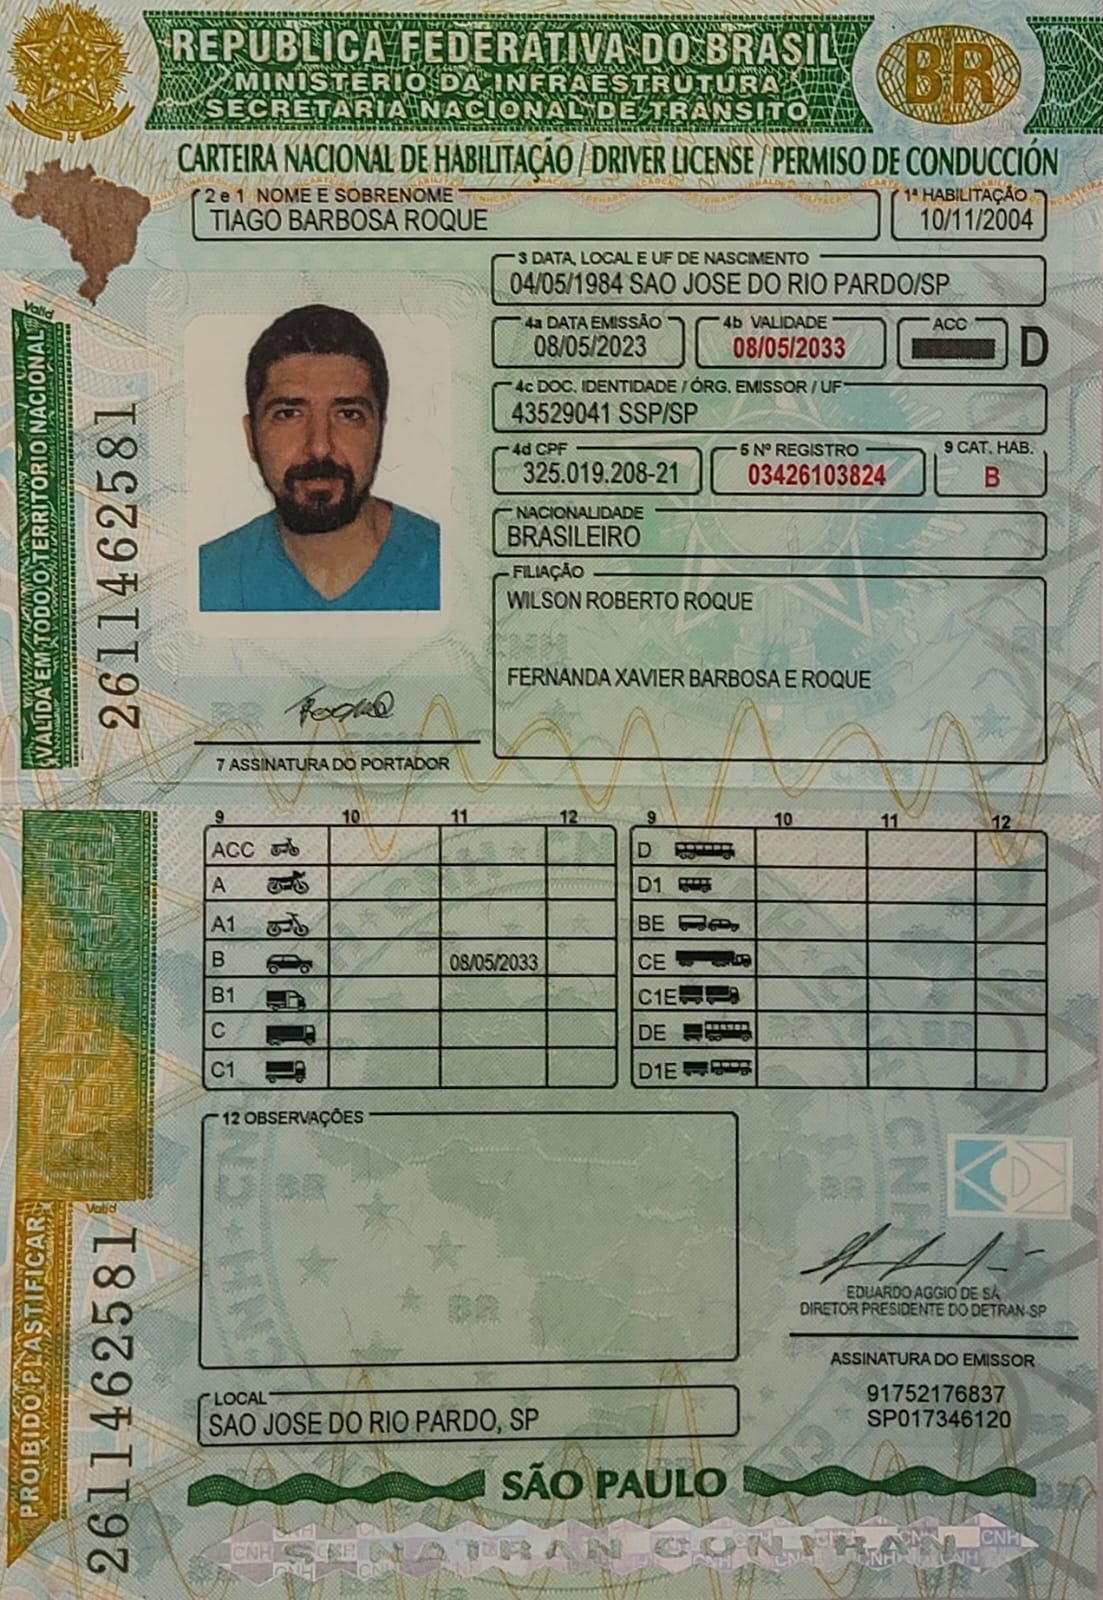 REPÚBLICA FEDERATIVA DO BRASIL
MINISTÉRIO DA INFRAESTRUTURA
SECRETARIA NACIONAL DE TRÂNSITO
BR
CARTEIRA NACIONAL DE HABILITAÇÃO / DRIVER LICENSE / PERMISO DE CONDUCCIÓN
2 e 1 NOME E SOBRENOME
TIAGO BARBOSA ROQUE
1ª HABILITAÇÃO
10/11/2004
3 DATA, LOCAL E UF DE NASCIMENTO
04/05/1984 SAO JOSE DO RIO PARDO/SP
4a DATA EMISSÃO
08/05/2023
4b VALIDADE
08/05/2033
ACC
D
4c DOC. IDENTIDADE / ÓRG. EMISSOR / UF
43529041 SSP/SP
4d CPF
325.019.208-21
5 Nº REGISTRO
03426103824
9 CAT. HAB.
B
NACIONALIDADE
BRASILEIRO
FILIAÇÃO
WILSON ROBERTO ROQUE
FERNANDA XAVIER BARBOSA E ROQUE
7 ASSINATURA DO PORTADOR
Valid
VÁLIDA EM TODO O TERRITÓRIO NACIONAL
2611462581
9 10 11 12
ACC
A
A1
B 08/05/2033
B1
C
C1
9 10 11 12
D
D1
BE
CE
C1E
DE
D1E
12 OBSERVAÇÕES
EDUARDO AGGIO DE SÁ
DIRETOR PRESIDENTE DO DETRAN-SP
ASSINATURA DO EMISSOR
91752176837
SP017346120
LOCAL
SAO JOSE DO RIO PARDO, SP
Valid
PROIBIDO PLASTIFICAR
2611462581
SÃO PAULO
SENATRAN CONTRAN